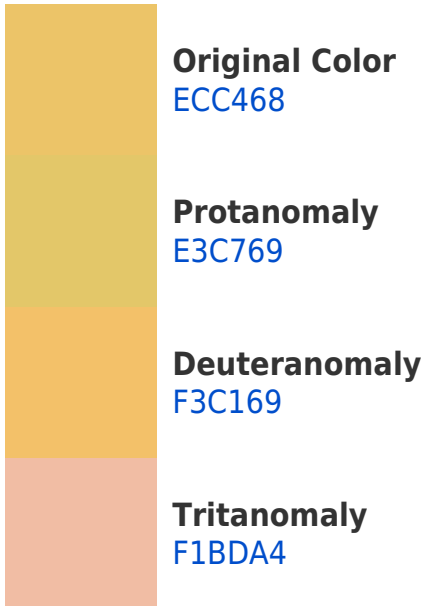 Original Color
ECC468
Protanomaly
E3C769
Deuteranomaly
F3C169
Tritanomaly
F1BDA4